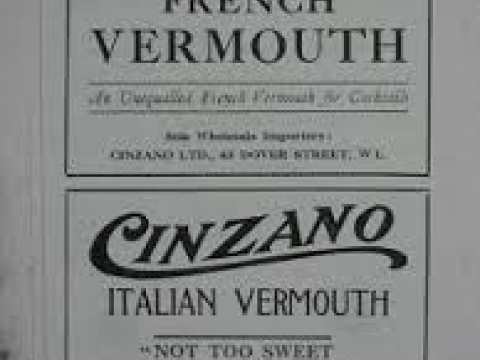 FRENCH
VERMOUTH
An Unequalled French Vermouth for Cocktails
Sole Wholesale Importers:
CINZANO LTD., 43 DOVER STREET, W 1.
CINZANO
ITALIAN VERMOUTH
"NOT TOO SWEET